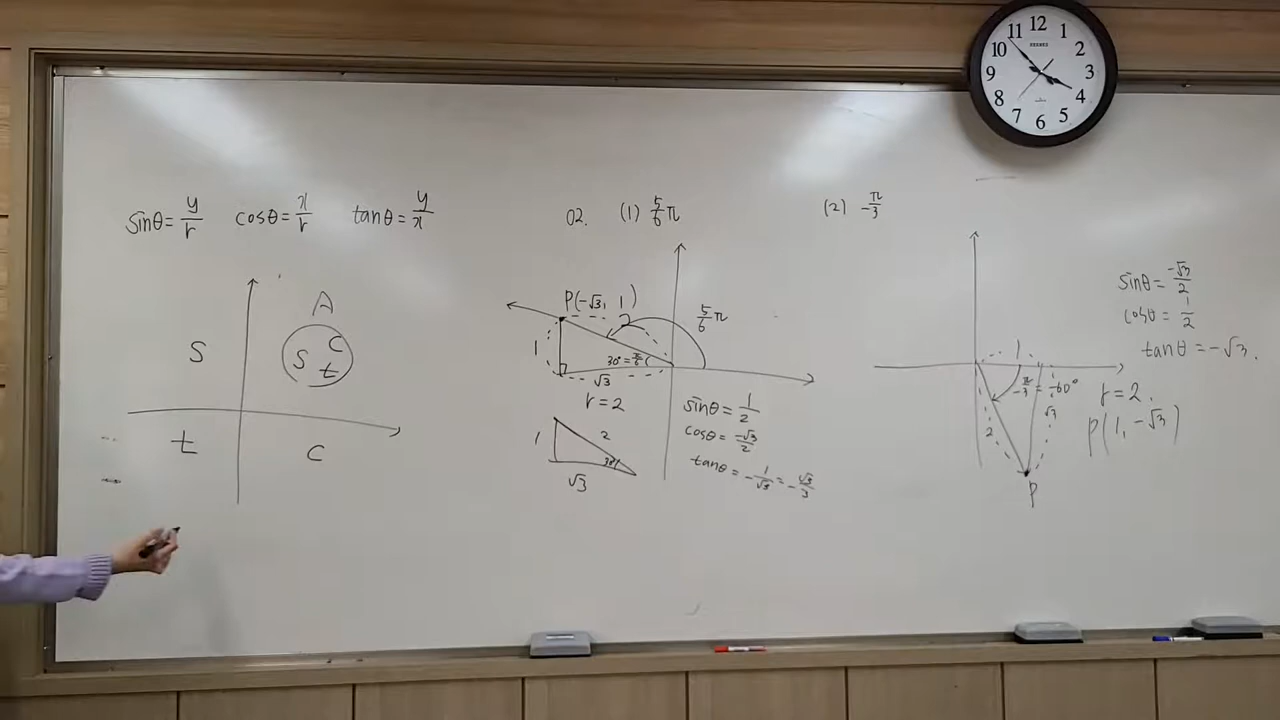 sinθ = y/r cosθ = x/r tanθ = y/x
A
S
S C t
t
C
02. (1) 5/6 π
P(-√3, 1)
2
5/6 π
1
30° = π/6
√3
r = 2
1 2
30°
√3
sinθ = 1/2
cosθ = -√3/2
tanθ = -1/√3 = -√3/3
(2) -π/3
1
-π/3 = -60°
2
√3
P
sinθ = -√3/2
cosθ = 1/2
tanθ = -√3.
r = 2.
P(1, -√3)
12
1
2
3
4
5
6
7
8
9
10
11